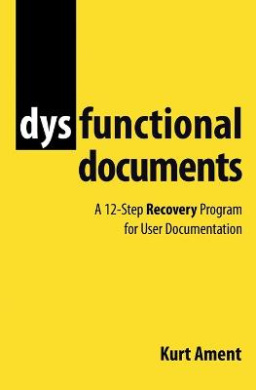 dysfunctional
documents
A 12-Step Recovery Program
for User Documentation
Kurt Ament